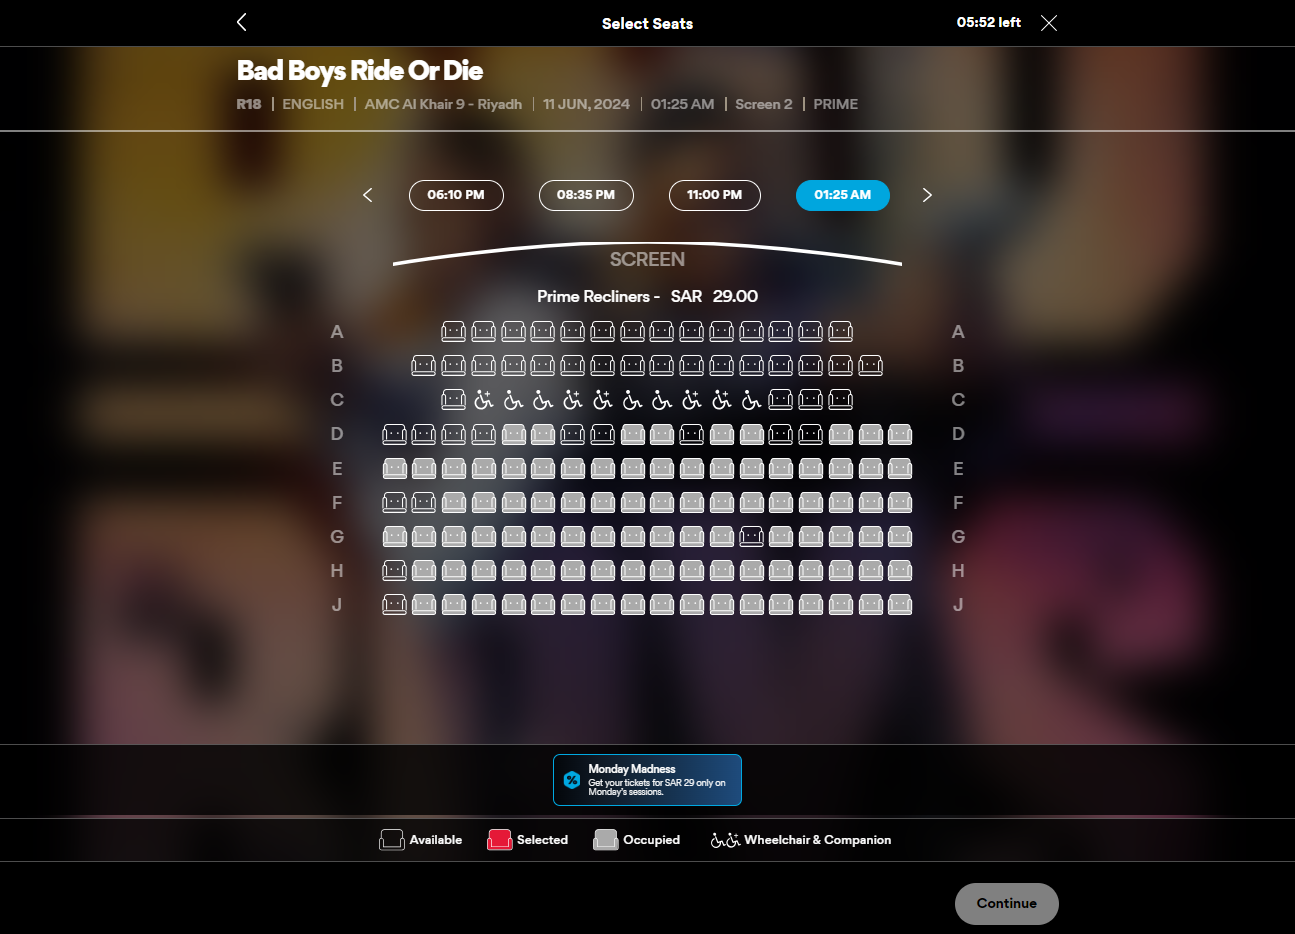 Select Seats
05:52 left
Bad Boys Ride Or Die
R18 | ENGLISH | AMC Al Khair 9 - Riyadh | 11 JUN, 2024 | 01:25 AM | Screen 2 | PRIME
06:10 PM 08:35 PM 11:00 PM 01:25 AM
SCREEN
Prime Recliners - SAR 29.00
A A
B B
C C
D D
E E
F F
G G
H H
J J
Monday Madness
Get your tickets for SAR 29 only on
Monday's sessions.
Available Selected Occupied Wheelchair & Companion
Continue